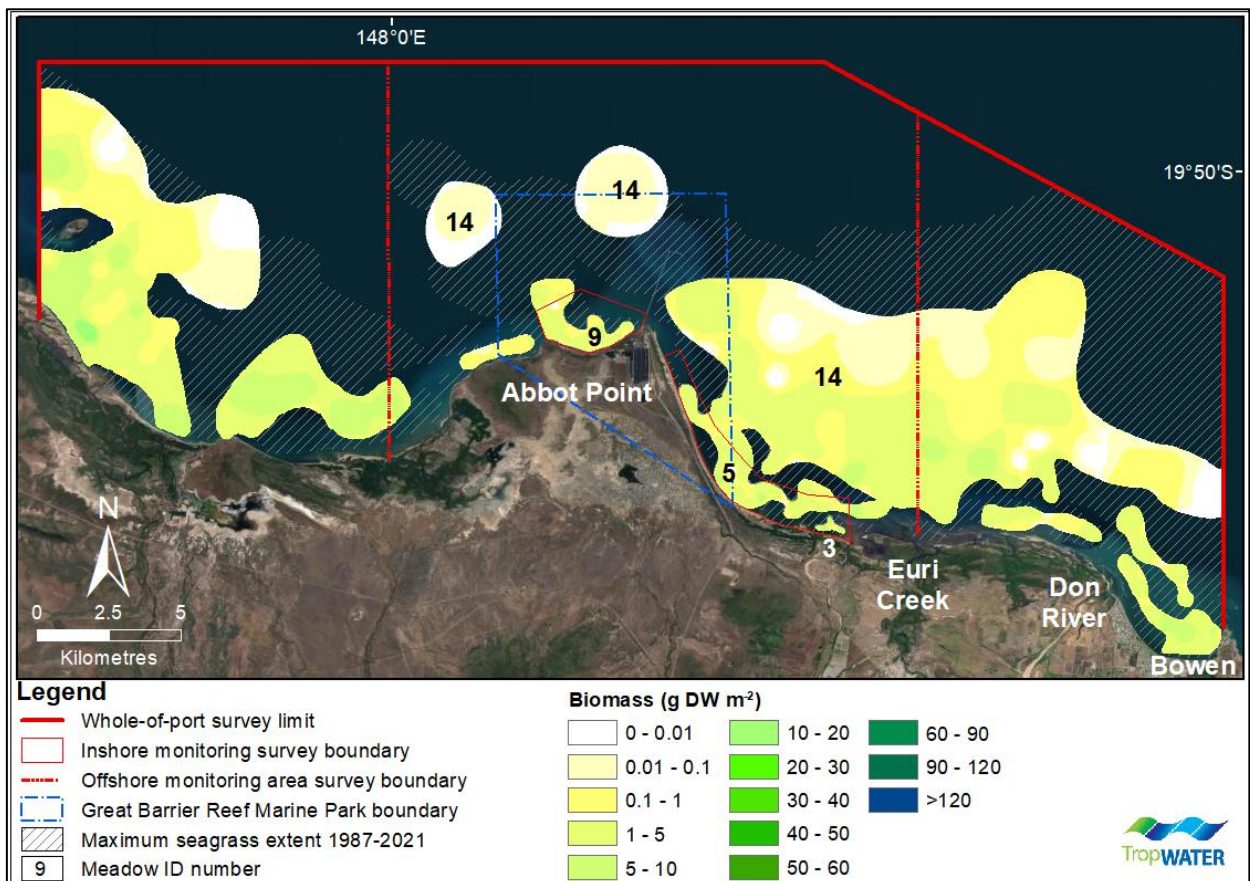 148°0'E
19°50'S
14
14
9
Abbot Point
14
5
3
Euri
Creek
Don
River
Bowen
N
0 2.5 5
Kilometres
Legend
Whole-of-port survey limit
Inshore monitoring survey boundary
Offshore monitoring area survey boundary
Great Barrier Reef Marine Park boundary
Maximum seagrass extent 1987-2021
9 Meadow ID number
Biomass (g DW m⁻²)
0 - 0.01
0.01 - 0.1
0.1 - 1
1 - 5
5 - 10
10 - 20
20 - 30
30 - 40
40 - 50
50 - 60
60 - 90
90 - 120
>120
TropWATER